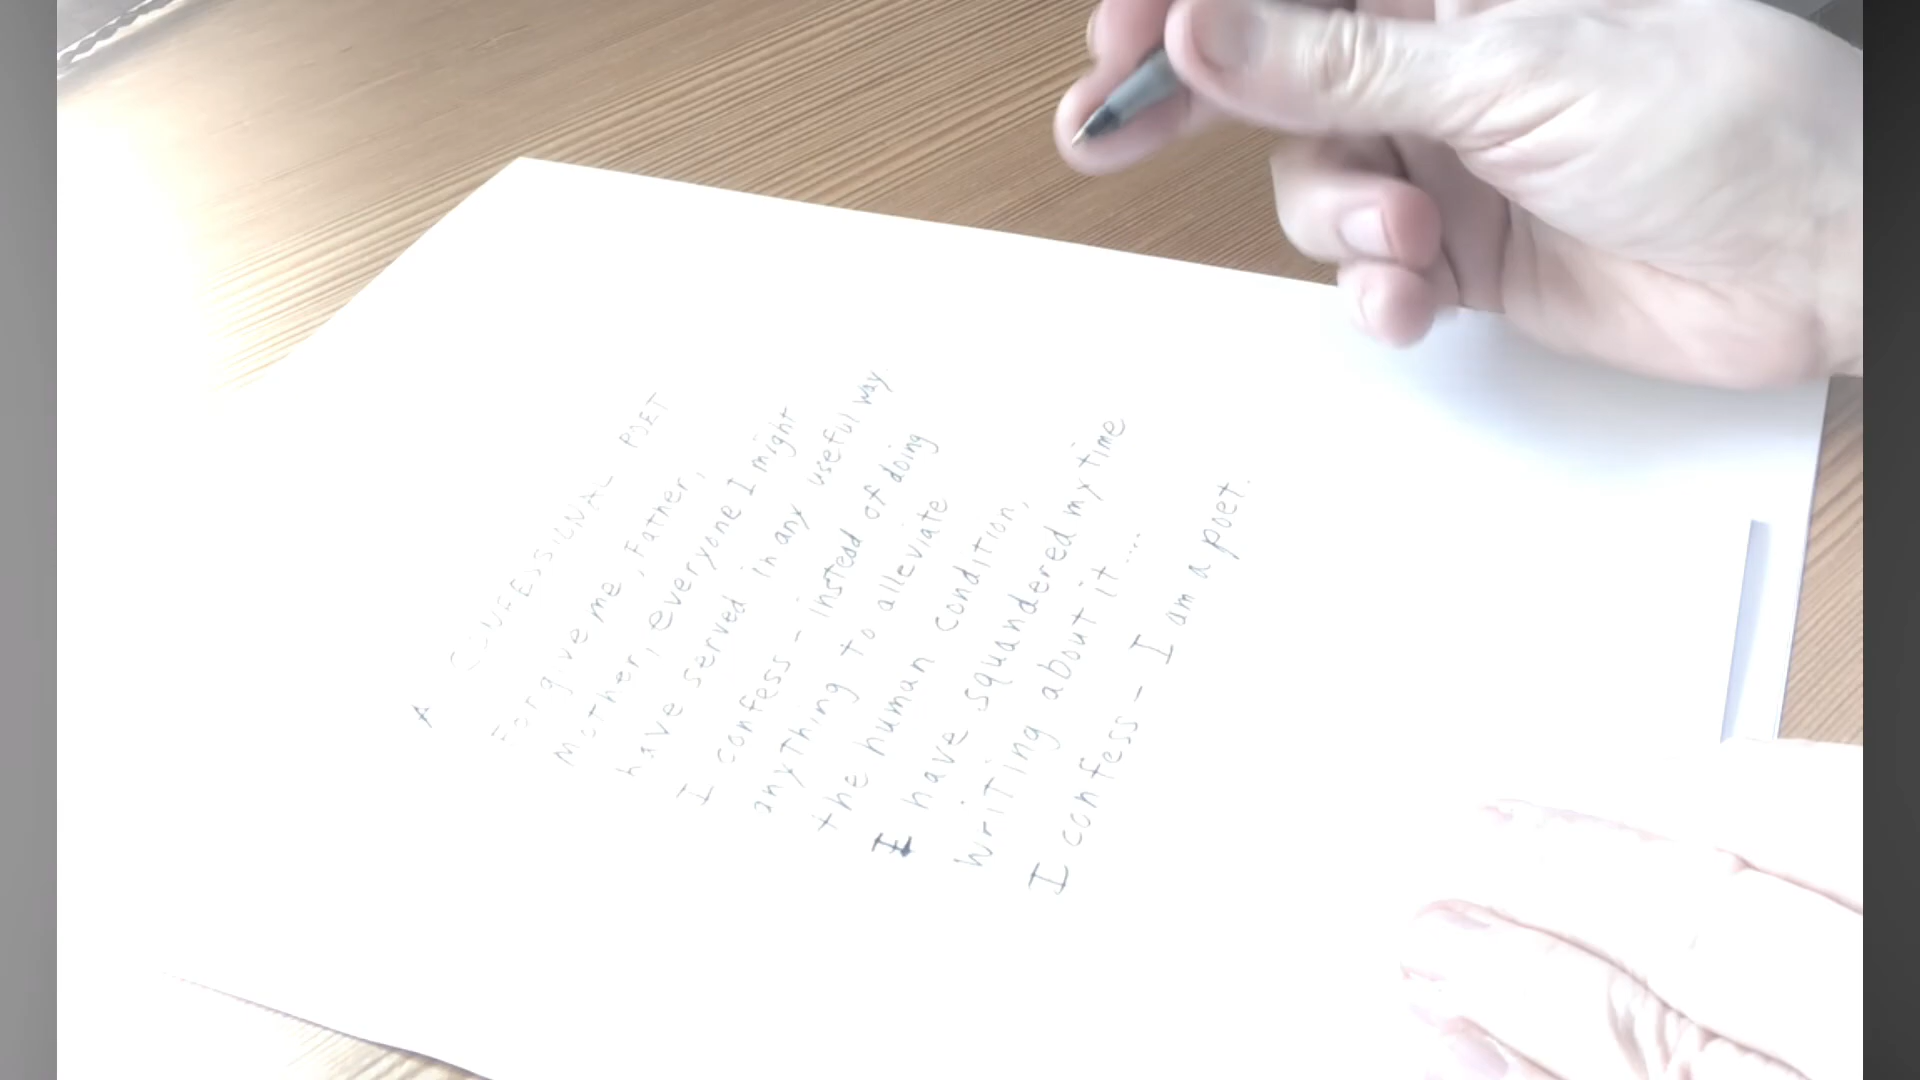 A CONFESSIONAL POET
Forgive me, Father,
Mother, everyone I might
have served in any useful way.
I confess - instead of doing
anything to alleviate
the human condition,
I have squandered my time
writing about it....
I confess - I am a poet.